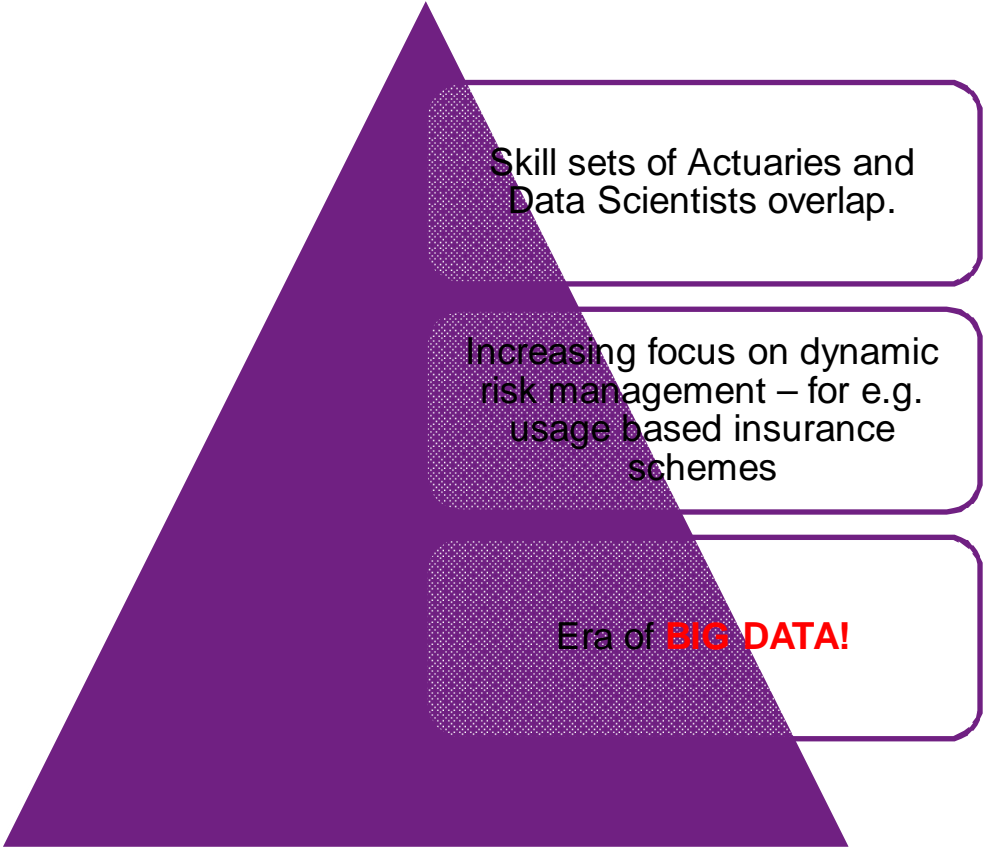 Skill sets of Actuaries and
Data Scientists overlap.
Increasing focus on dynamic
risk management – for e.g.
usage based insurance
schemes
Era of BIG DATA!